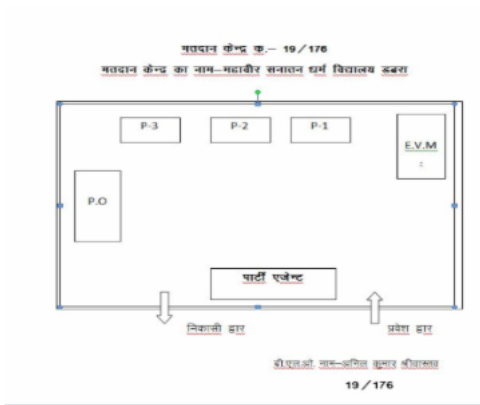 मतदान केन्द्र क.– 19/176
मतदान केन्द्र का नाम–महाबीर सनातन धर्म विद्यालय डबरा
P-3 P-2 P-1
E.V.M
:
P.O
पार्टी एजेन्ट
निकासी द्वार प्रवेश द्वार
बी.एल.ओ. नाम–अनिल कुमार श्रीवास्तव
19/176